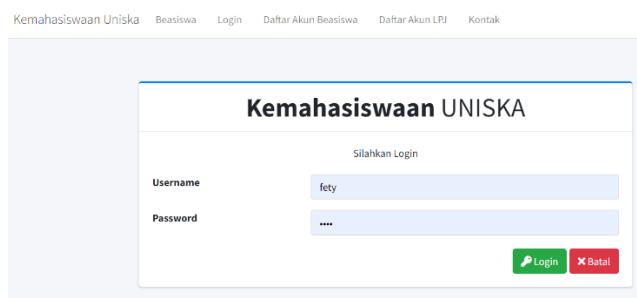 Kemahasiswaan Uniska Beasiswa Login Daftar Akun Beasiswa Daftar Akun LPJ Kontak
Kemahasiswaan UNISKA
Silahkan Login
Username fety
Password ••••
Login Batal